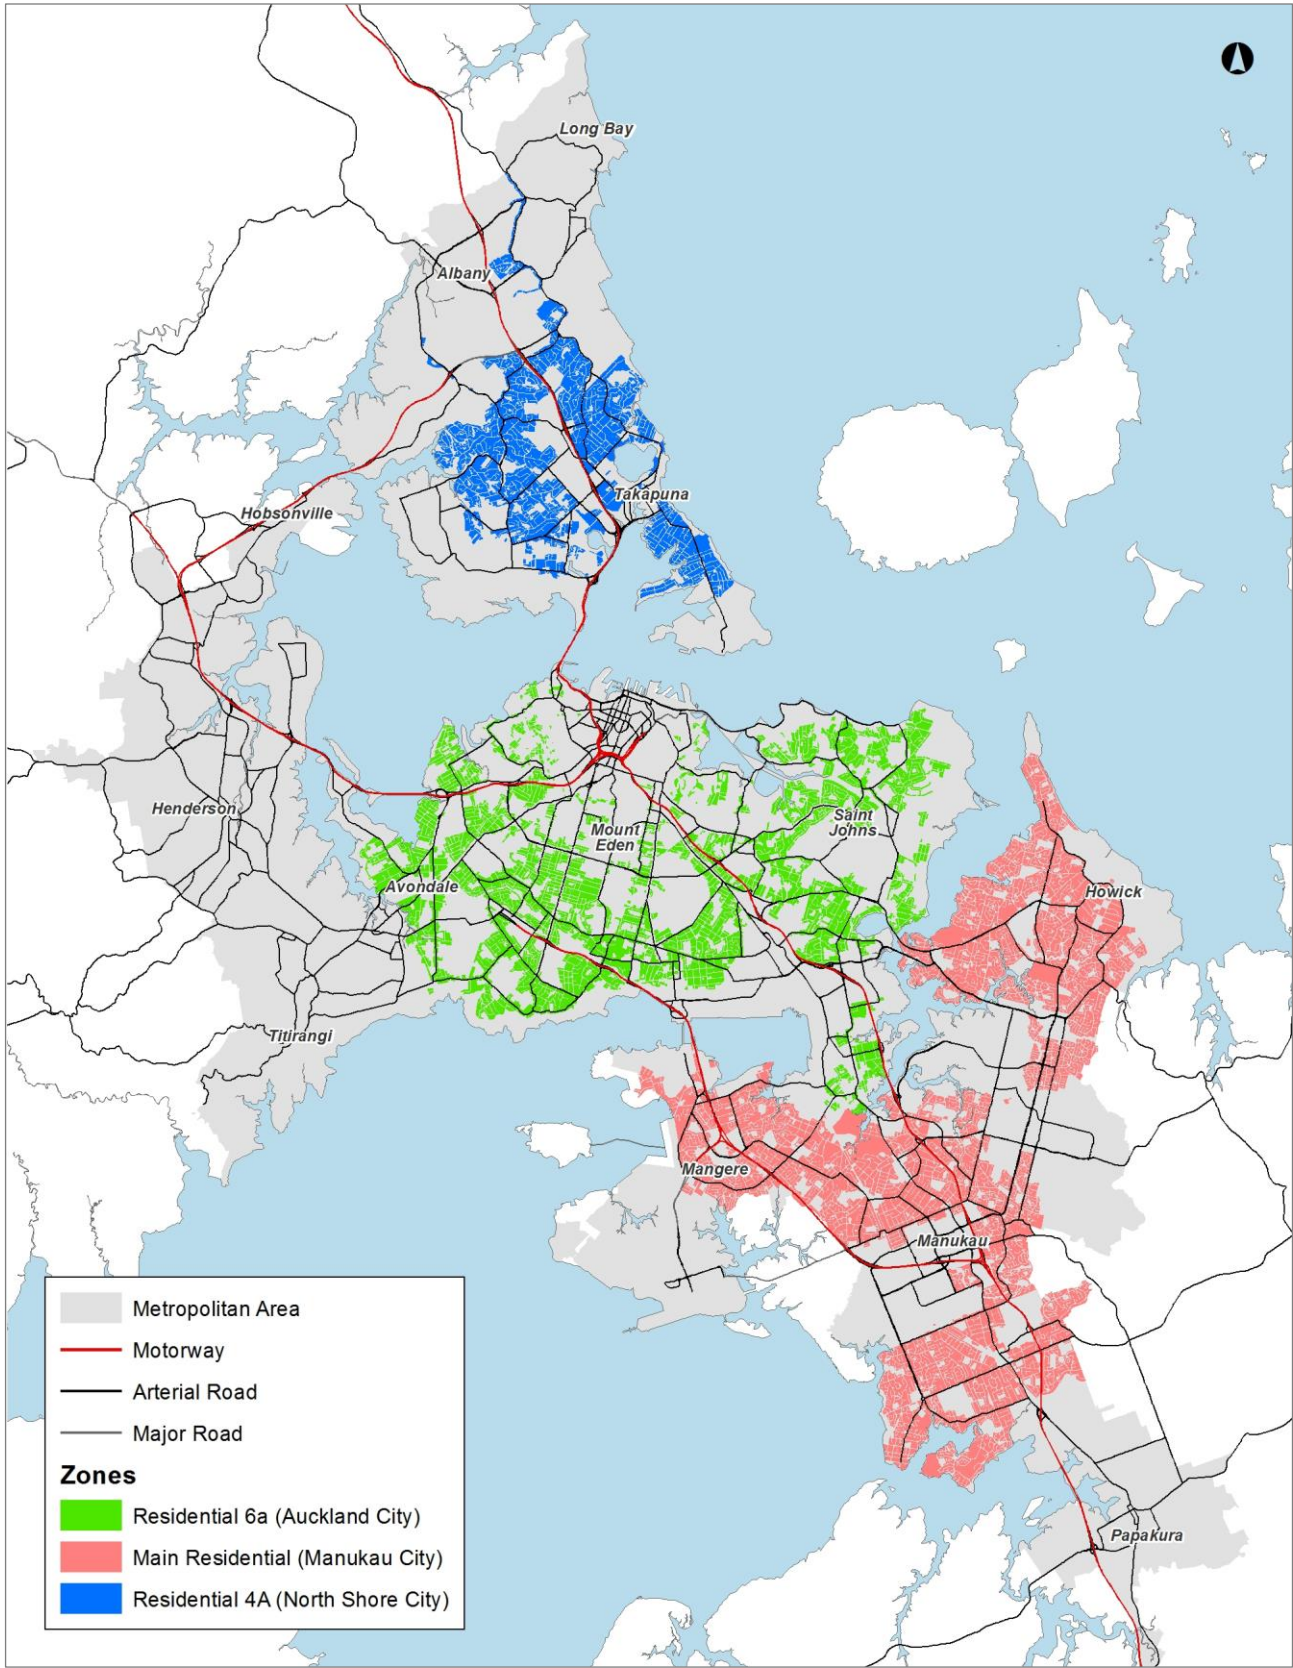 Long Bay
Albany
Takapuna
Hobsonville
Henderson
Mount
Eden
Saint
Johns
Avondale
Howick
Titirangi
Mangere
Manukau
Papakura
Metropolitan Area
Motorway
Arterial Road
Major Road
Zones
Residential 6a (Auckland City)
Main Residential (Manukau City)
Residential 4A (North Shore City)